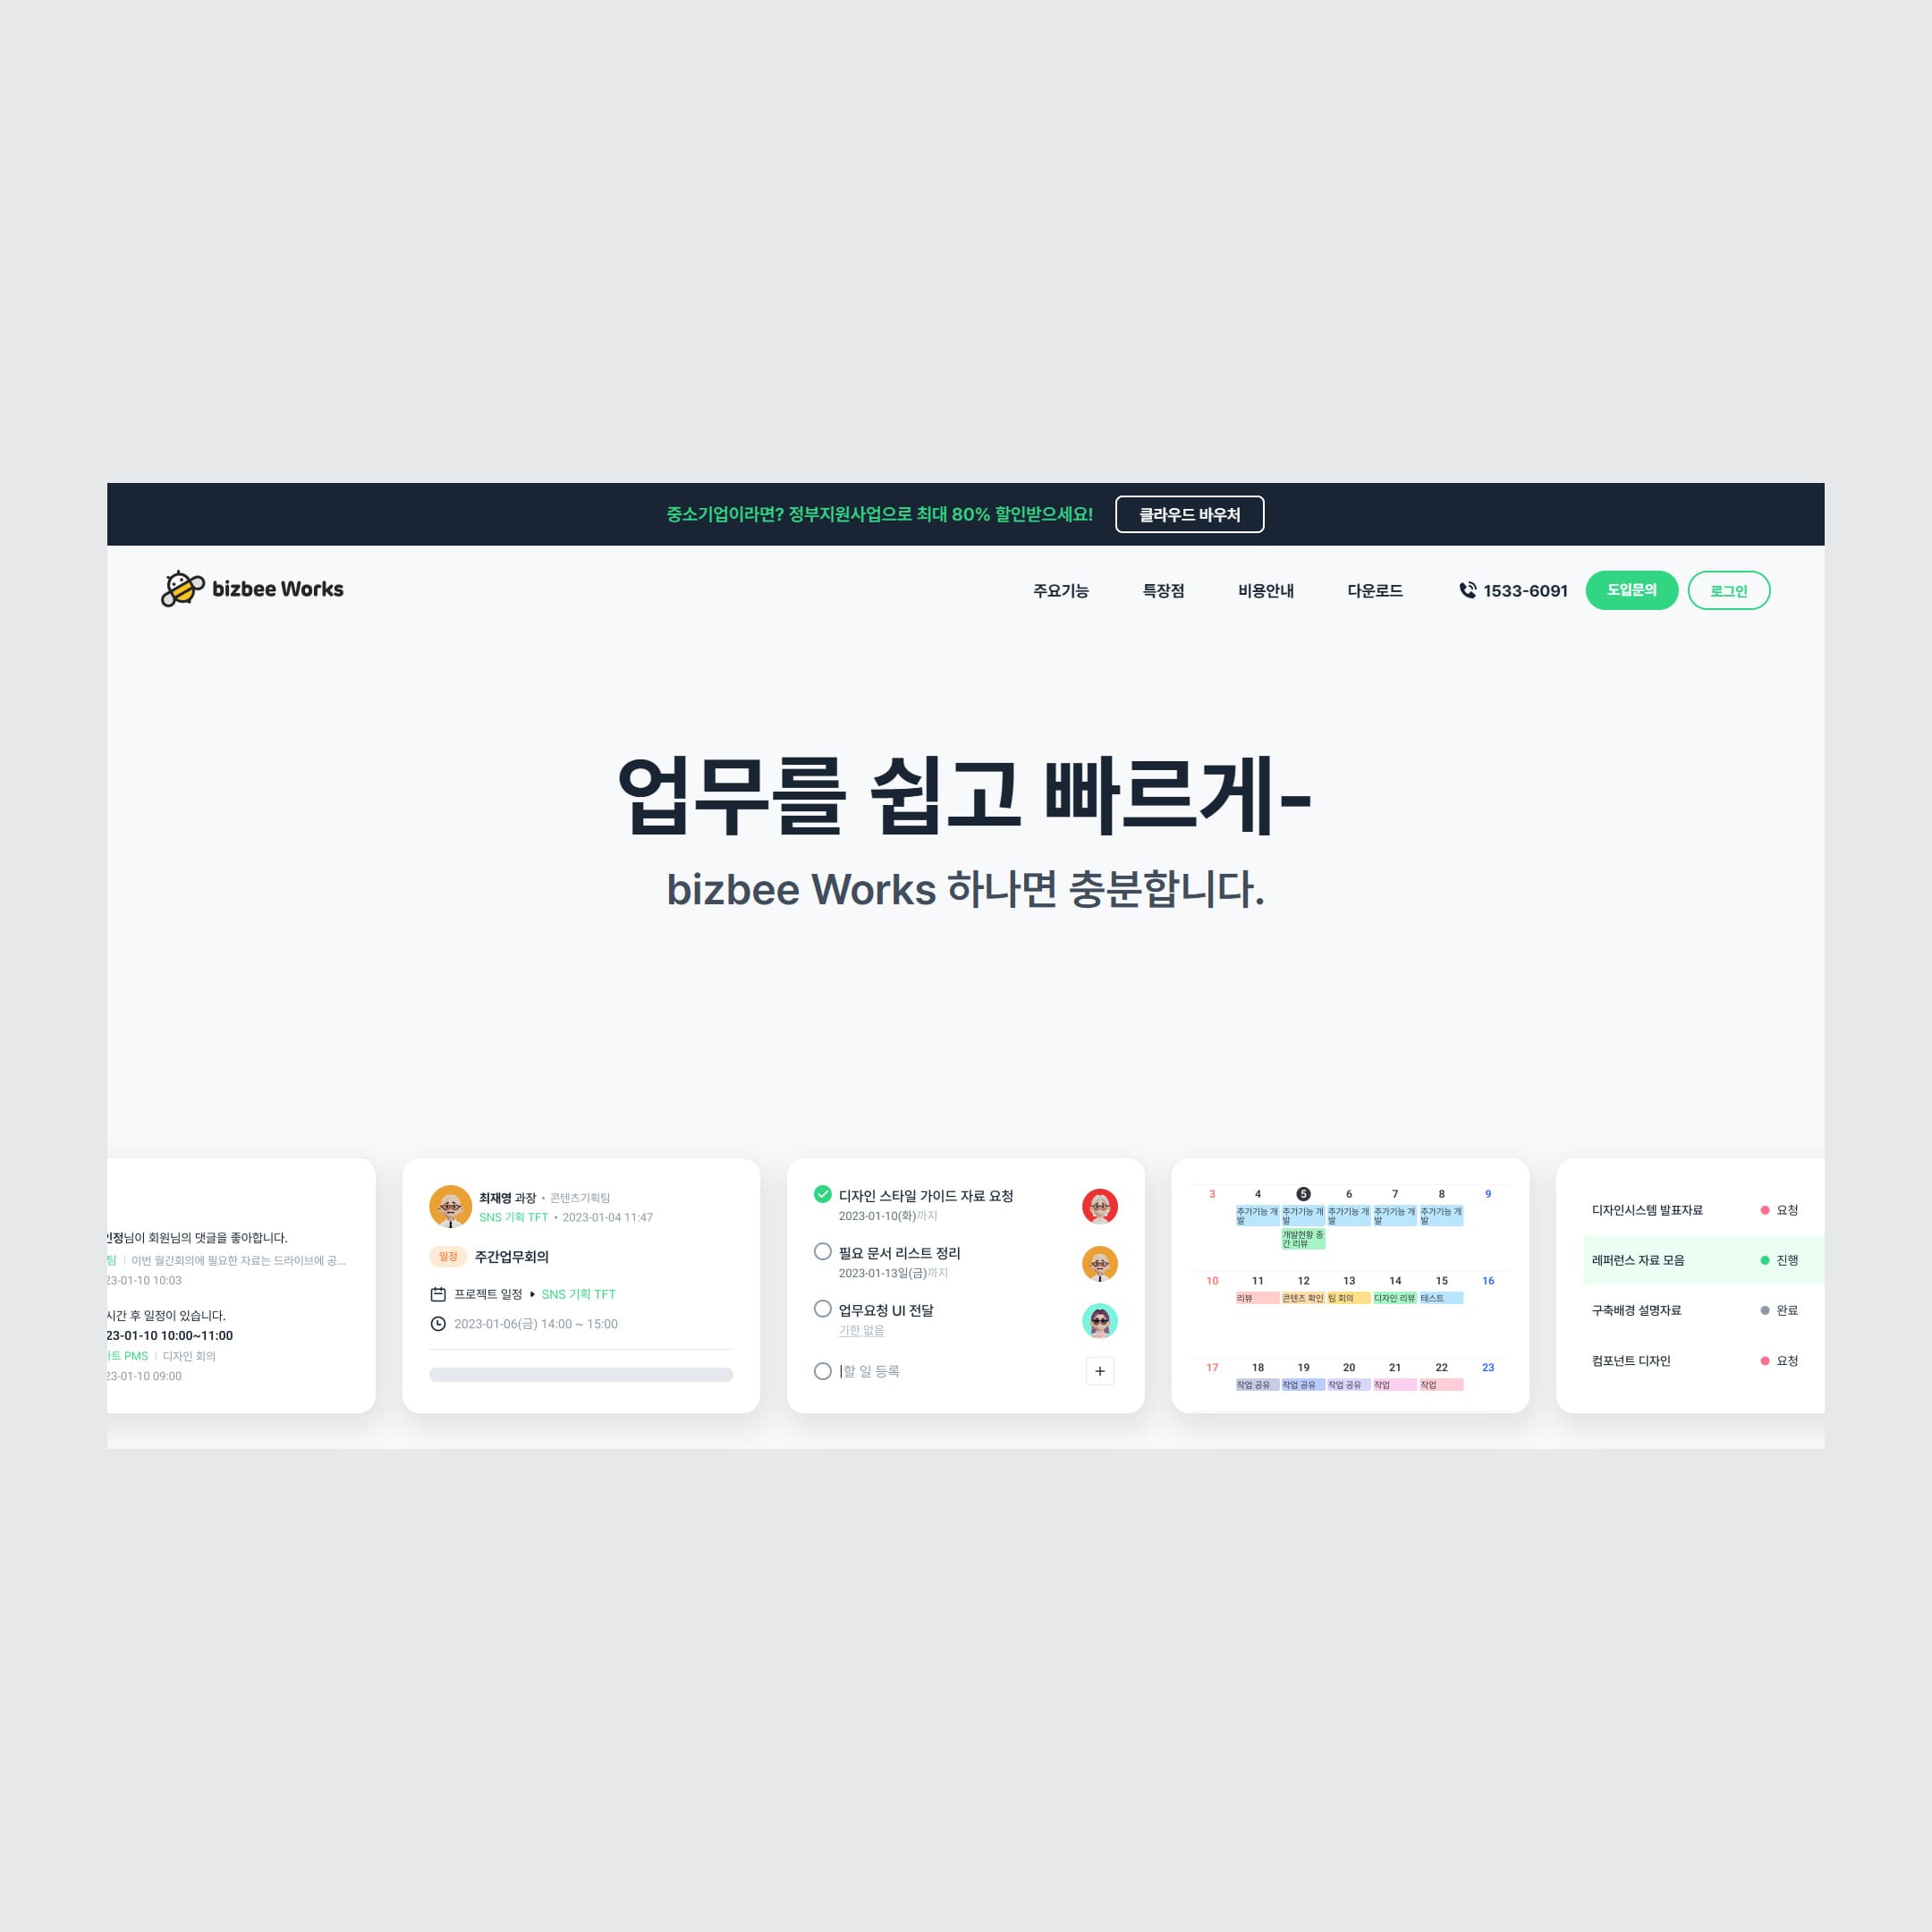 중소기업이라면? 정부지원사업으로 최대 80% 할인받으세요! 클라우드 바우처
bizbee Works 주요기능 특장점 비용안내 다운로드 1533-6091 도입문의 로그인
업무를 쉽고 빠르게-
bizbee Works 하나면 충분합니다.
인정님이 회원님의 댓글을 좋아합니다.
팀 | 이번 월간회의에 필요한 자료는 드라이브에 공...
23-01-10 10:03
시간 후 일정이 있습니다.
23-01-10 10:00~11:00
PMS | 디자인 회의
23-01-10 09:00
최재영 과장 • 콘텐츠기획팀
SNS 기획 TFT • 2023-01-04 11:47
일정 주간업무회의
프로젝트 일정 ▸ SNS 기획 TFT
2023-01-06(금) 14:00 ~ 15:00
디자인 스타일 가이드 자료 요청
2023-01-10(화)까지
필요 문서 리스트 정리
2023-01-13일(금)까지
업무요청 UI 전달
기한 없음
할 일 등록
3 4 5 6 7 8 9
추가기능 개발 추가기능 개발 추가기능 개발 추가기능 개발 추가기능 개발
개발현황 중간 리뷰
10 11 12 13 14 15 16
리뷰 콘텐츠 확인 팀 회의 디자인 리뷰 테스트
17 18 19 20 21 22 23
작업 공유 작업 공유 작업 공유 작업 작업
디자인시스템 발표자료 요청
레퍼런스 자료 모음 진행
구축배경 설명자료 완료
컴포넌트 디자인 요청